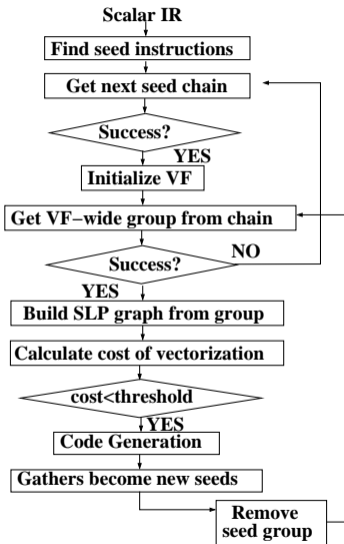 Scalar IR
Find seed instructions
Get next seed chain
Success?
YES
Initialize VF
Get VF−wide group from chain
Success?
NO
YES
Build SLP graph from group
Calculate cost of vectorization
cost<threshold
YES
Code Generation
Gathers become new seeds
Remove
seed group